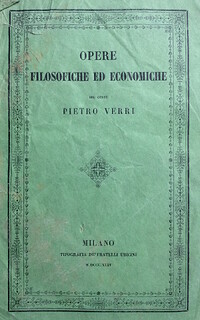 OPERE
FILOSOFICHE ED ECONOMICHE
DEL CONTE
PIETRO VERRI
MILANO
TIPOGRAFIA DE' FRATELLI UBICINI